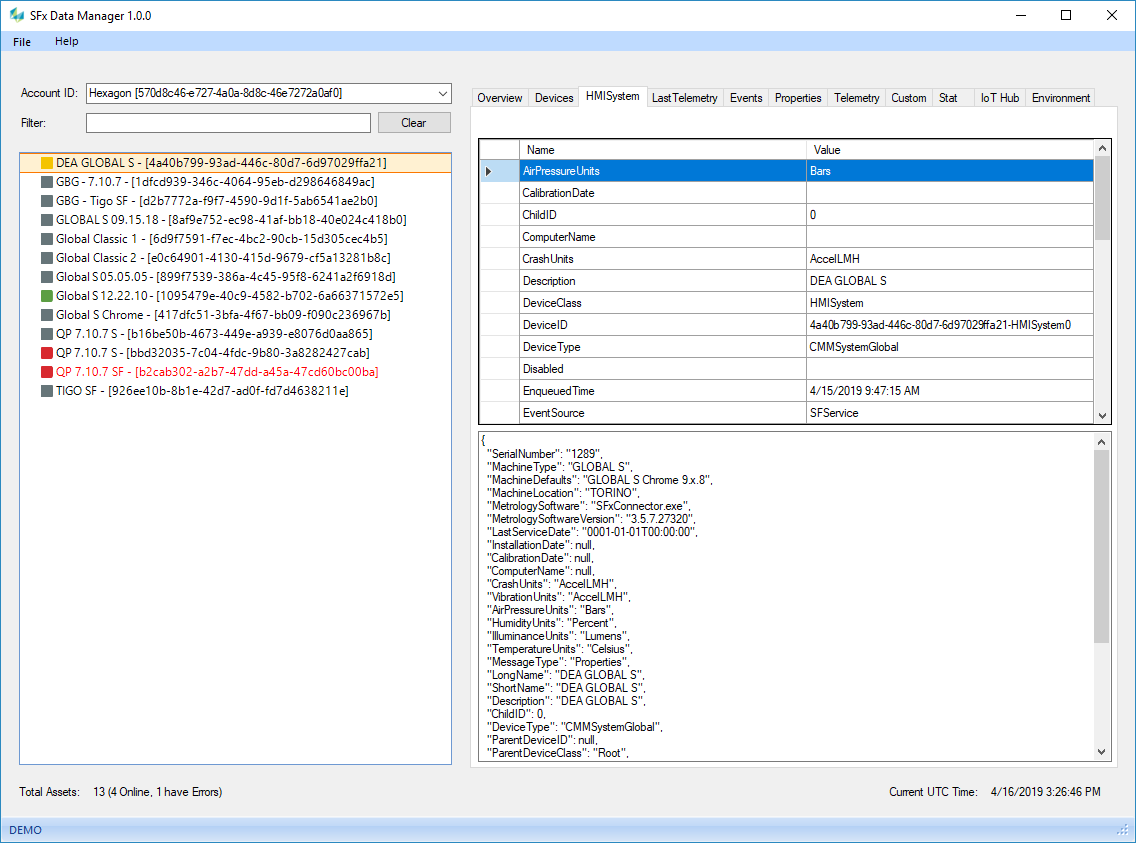 SFx Data Manager 1.0.0
File Help
Account ID: Hexagon [570d8c46-e727-4a0a-8d8c-46e7272a0af0]
Filter: Clear
DEA GLOBAL S - [4a40b799-93ad-446c-80d7-6d97029ffa21]
GBG - 7.10.7 - [1dfcd939-346c-4064-95eb-d298646849ac]
GBG - Tigo SF - [d2b7772a-f9f7-4590-9d1f-5ab6541ae2b0]
GLOBAL S 09.15.18 - [8af9e752-ec98-41af-bb18-40e024c418b0]
Global Classic 1 - [6d9f7591-f7ec-4bc2-90cb-15d305cec4b5]
Global Classic 2 - [e0c64901-4130-415d-9679-cf5a13281b8c]
Global S 05.05.05 - [899f7539-386a-4c45-95f8-6241a2f6918d]
Global S 12.22.10 - [1095479e-40c9-4582-b702-6a66371572e5]
Global S Chrome - [417dfc51-3bfa-4f67-bb09-f090c236967b]
QP 7.10.7 S - [b16be50b-4673-449e-a939-e8076d0aa865]
QP 7.10.7 S - [bbd32035-7c04-4fdc-9b80-3a8282427cab]
QP 7.10.7 SF - [b2cab302-a2b7-47dd-a45a-47cd60bc00ba]
TIGO SF - [926ee10b-8b1e-42d7-ad0f-fd7d4638211e]
Overview Devices HMISystem LastTelemetry Events Properties Telemetry Custom Stat IoT Hub Environment
Name Value
AirPressureUnits Bars
CalibrationDate
ChildID 0
ComputerName
CrashUnits AccelLMH
Description DEA GLOBAL S
DeviceClass HMISystem
DeviceID 4a40b799-93ad-446c-80d7-6d97029ffa21-HMISystem0
DeviceType CMMSystemGlobal
Disabled
EnqueuedTime 4/15/2019 9:47:15 AM
EventSource SFService
{
"SerialNumber": "1289",
"MachineType": "GLOBAL S",
"MachineDefaults": "GLOBAL S Chrome 9.x.8",
"MachineLocation": "TORINO",
"MetrologySoftware": "SFxConnector.exe",
"MetrologySoftwareVersion": "3.5.7.27320",
"LastServiceDate": "0001-01-01T00:00:00",
"InstallationDate": null,
"CalibrationDate": null,
"ComputerName": null,
"CrashUnits": "AccelLMH",
"VibrationUnits": "AccelLMH",
"AirPressureUnits": "Bars",
"HumidityUnits": "Percent",
"IlluminanceUnits": "Lumens",
"TemperatureUnits": "Celsius",
"MessageType": "Properties",
"LongName": "DEA GLOBAL S",
"ShortName": "DEA GLOBAL S",
"Description": "DEA GLOBAL S",
"ChildID": 0,
"DeviceType": "CMMSystemGlobal",
"ParentDeviceID": null,
"ParentDeviceClass": "Root",
Total Assets: 13 (4 Online, 1 have Errors)
Current UTC Time: 4/16/2019 3:26:46 PM
DEMO